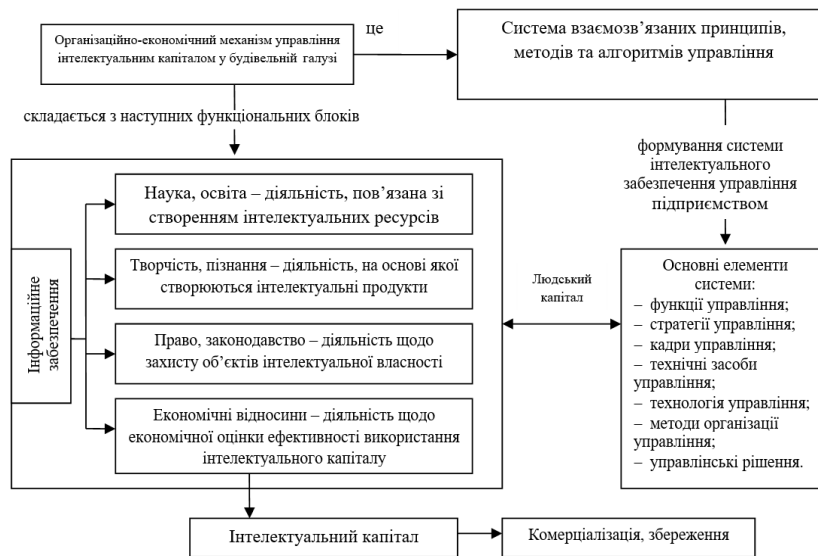 Організаційно-економічний механізм управління
інтелектуальним капіталом у будівельній галузі
це
Система взаємозв’язаних принципів,
методів та алгоритмів управління
складається з наступних функціональних блоків
формування системи
інтелектуального
забезпечення управління
підприємством
Інформаційне
забезпечення
Наука, освіта – діяльність, пов’язана зі
створенням інтелектуальних ресурсів
Творчість, пізнання – діяльність, на основі якої
створюються інтелектуальні продукти
Право, законодавство – діяльність щодо
захисту об’єктів інтелектуальної власності
Економічні відносини – діяльність щодо
економічної оцінки ефективності використання
інтелектуального капіталу
Людський
капітал
Основні елементи
системи:
– функції управління;
– стратегії управління;
– кадри управління;
– технічні засоби
управління;
– технологія управління;
– методи організації
управління;
– управлінські рішення.
Інтелектуальний капітал
Комерціалізація, збереження